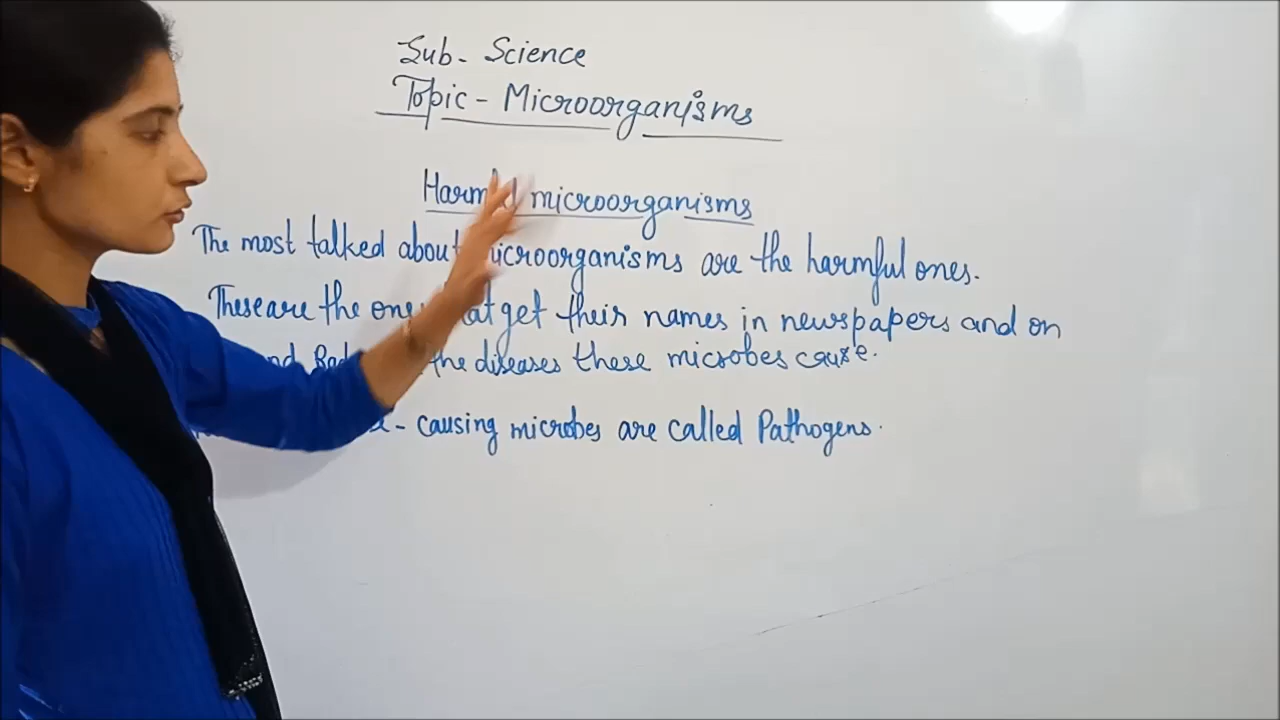 Sub- Science
Topic - Microorganisms
microorganisms
The most talked about microorganisms are the harmful ones.
These are the get their names in newspapers and on
the diseases these microbes cause.
- causing microbes are called Pathogens.